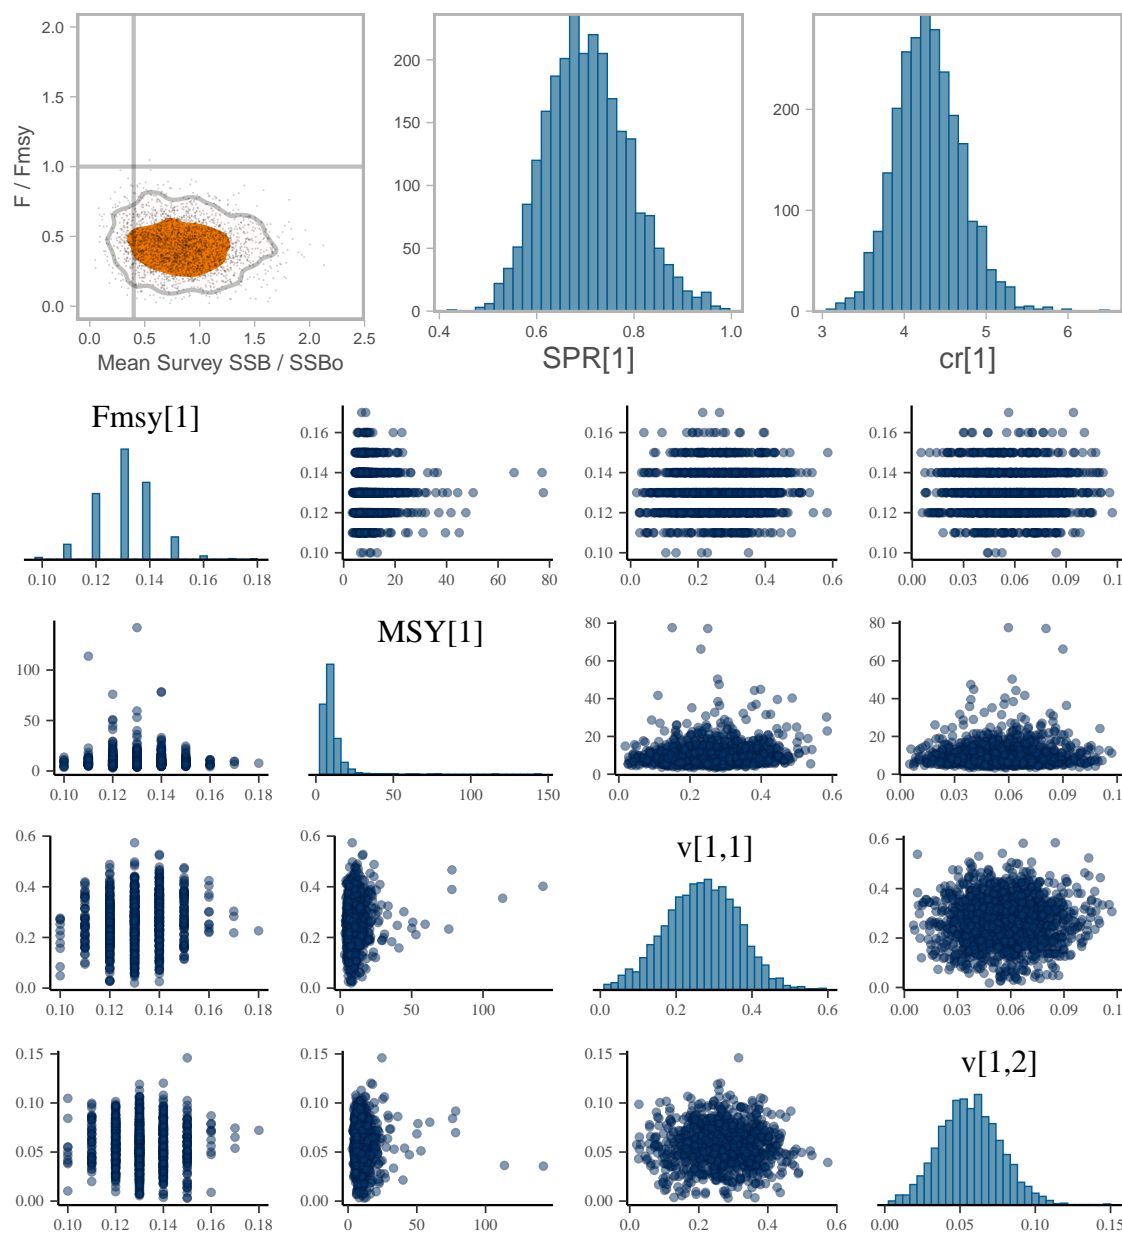 2.0
1.5
1.0
0.5
0.0
F / Fmsy
0.0 0.5 1.0 1.5 2.0 2.5
Mean Survey SSB / SSBo
200
150
100
50
0
0.4 0.6 0.8 1.0
SPR[1]
200
100
0
3 4 5 6
cr[1]
Fmsy[1]
0.10 0.12 0.14 0.16 0.18
0.16
0.14
0.12
0.10
0 20 40 60 80
0.16
0.14
0.12
0.10
0.0 0.2 0.4 0.6
0.16
0.14
0.12
0.10
0.00 0.03 0.06 0.09 0.1
100
50
0
0.10 0.12 0.14 0.16 0.18
MSY[1]
0 50 100 150
80
60
40
20
0
0.0 0.2 0.4 0.6
80
60
40
20
0
0.00 0.03 0.06 0.09 0.1
0.6
0.4
0.2
0.0
0.10 0.12 0.14 0.16 0.18
0.6
0.4
0.2
0.0
0 50 100
v[1,1]
0.0 0.2 0.4 0.6
0.6
0.4
0.2
0.0
0.00 0.03 0.06 0.09 0.1
0.15
0.10
0.05
0.00
0.10 0.12 0.14 0.16 0.18
0.15
0.10
0.05
0.00
0 50 100
0.15
0.10
0.05
0.00
0.0 0.2 0.4 0.6
v[1,2]
0.00 0.05 0.10 0.15